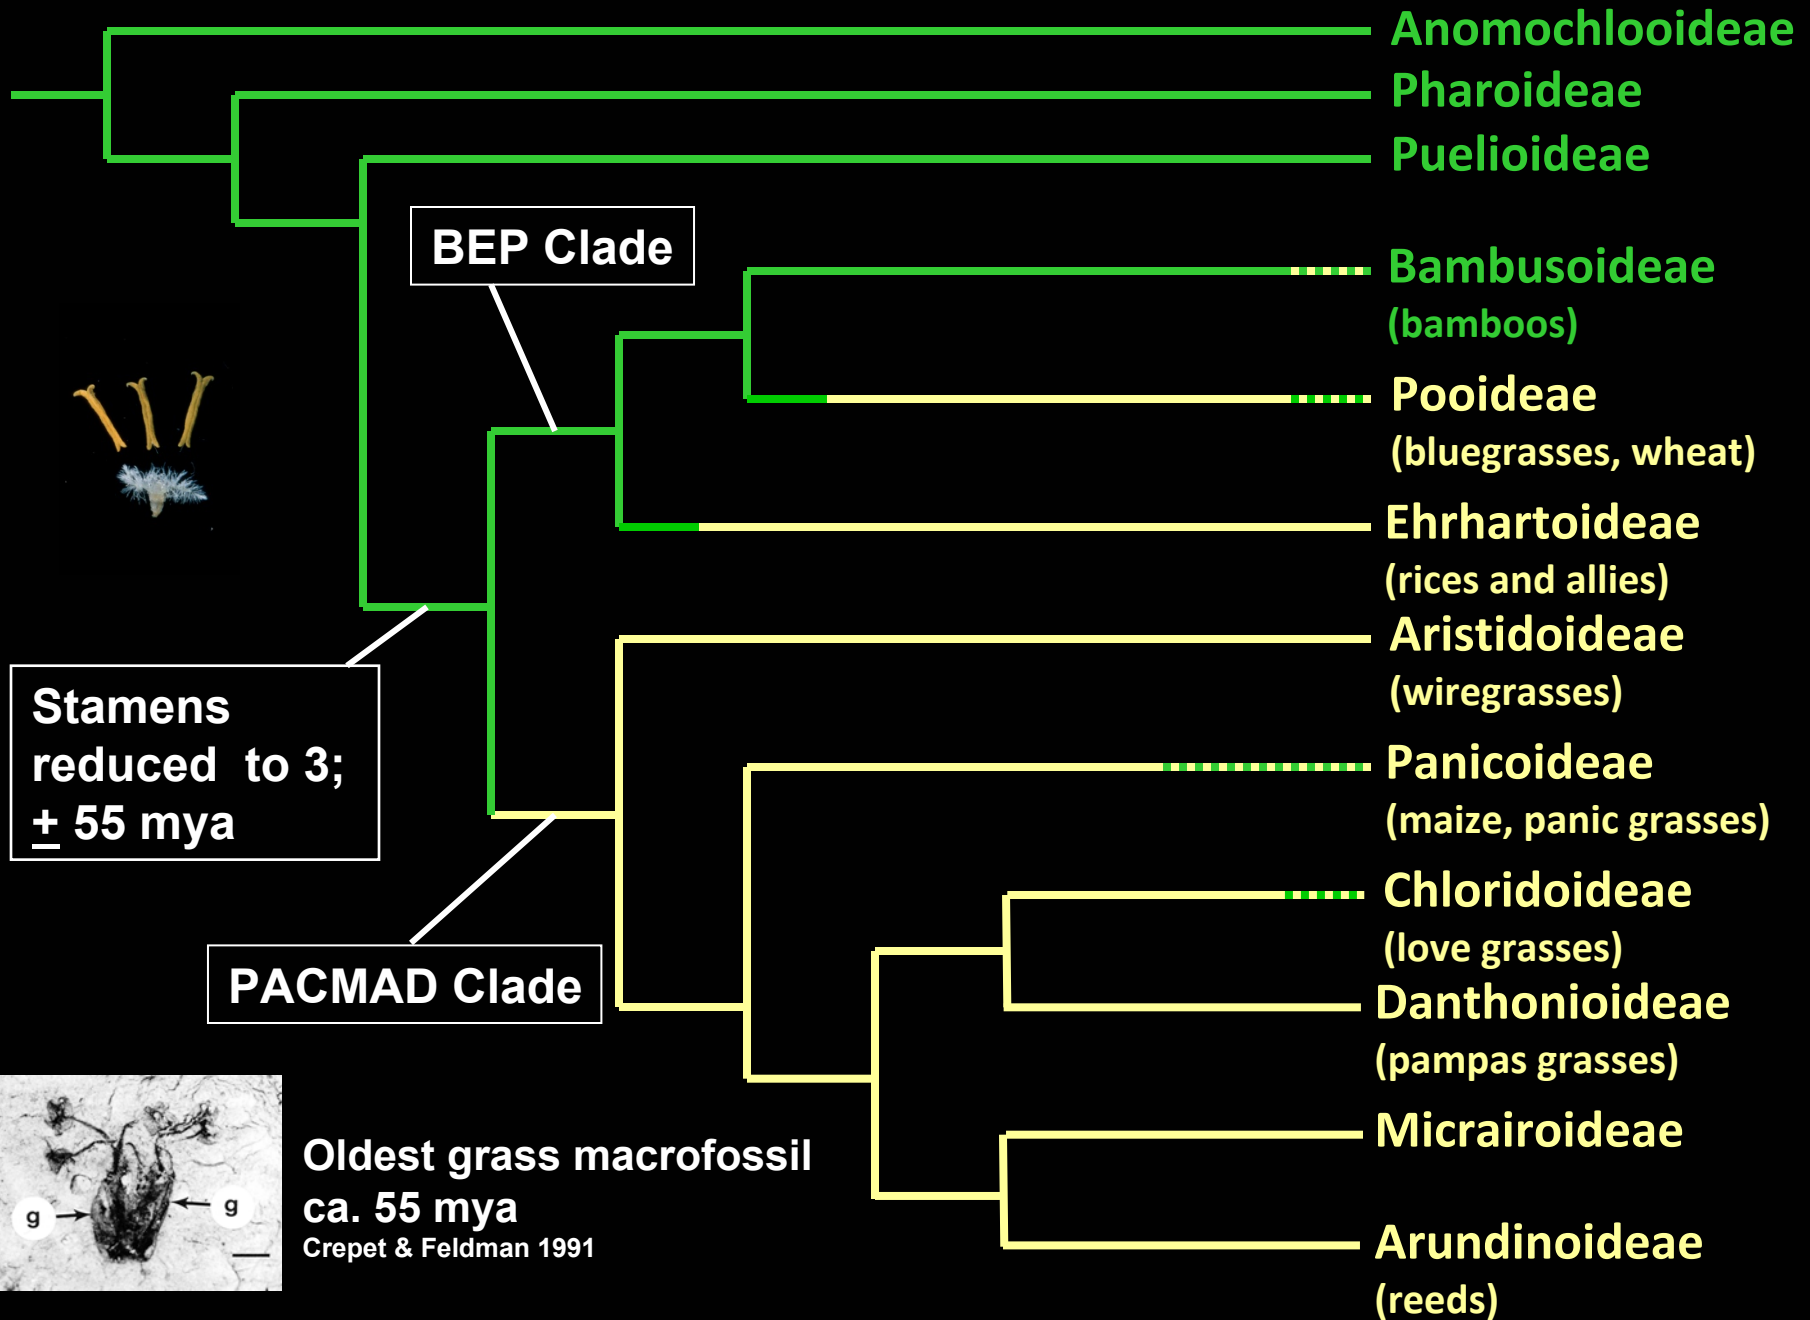 Anomochlooideae
Pharoideae
Puelioideae
BEP Clade
Bambusoideae
(bamboos)
Pooideae
(bluegrasses, wheat)
Ehrhartoideae
(rices and allies)
Aristidoideae
(wiregrasses)
Stamens
reduced to 3;
+ 55 mya
Panicoideae
(maize, panic grasses)
Chloridoideae
(love grasses)
PACMAD Clade
Danthonioideae
(pampas grasses)
Micrairoideae
Oldest grass macrofossil
ca. 55 mya
Crepet & Feldman 1991
g
g
Arundinoideae
(reeds)